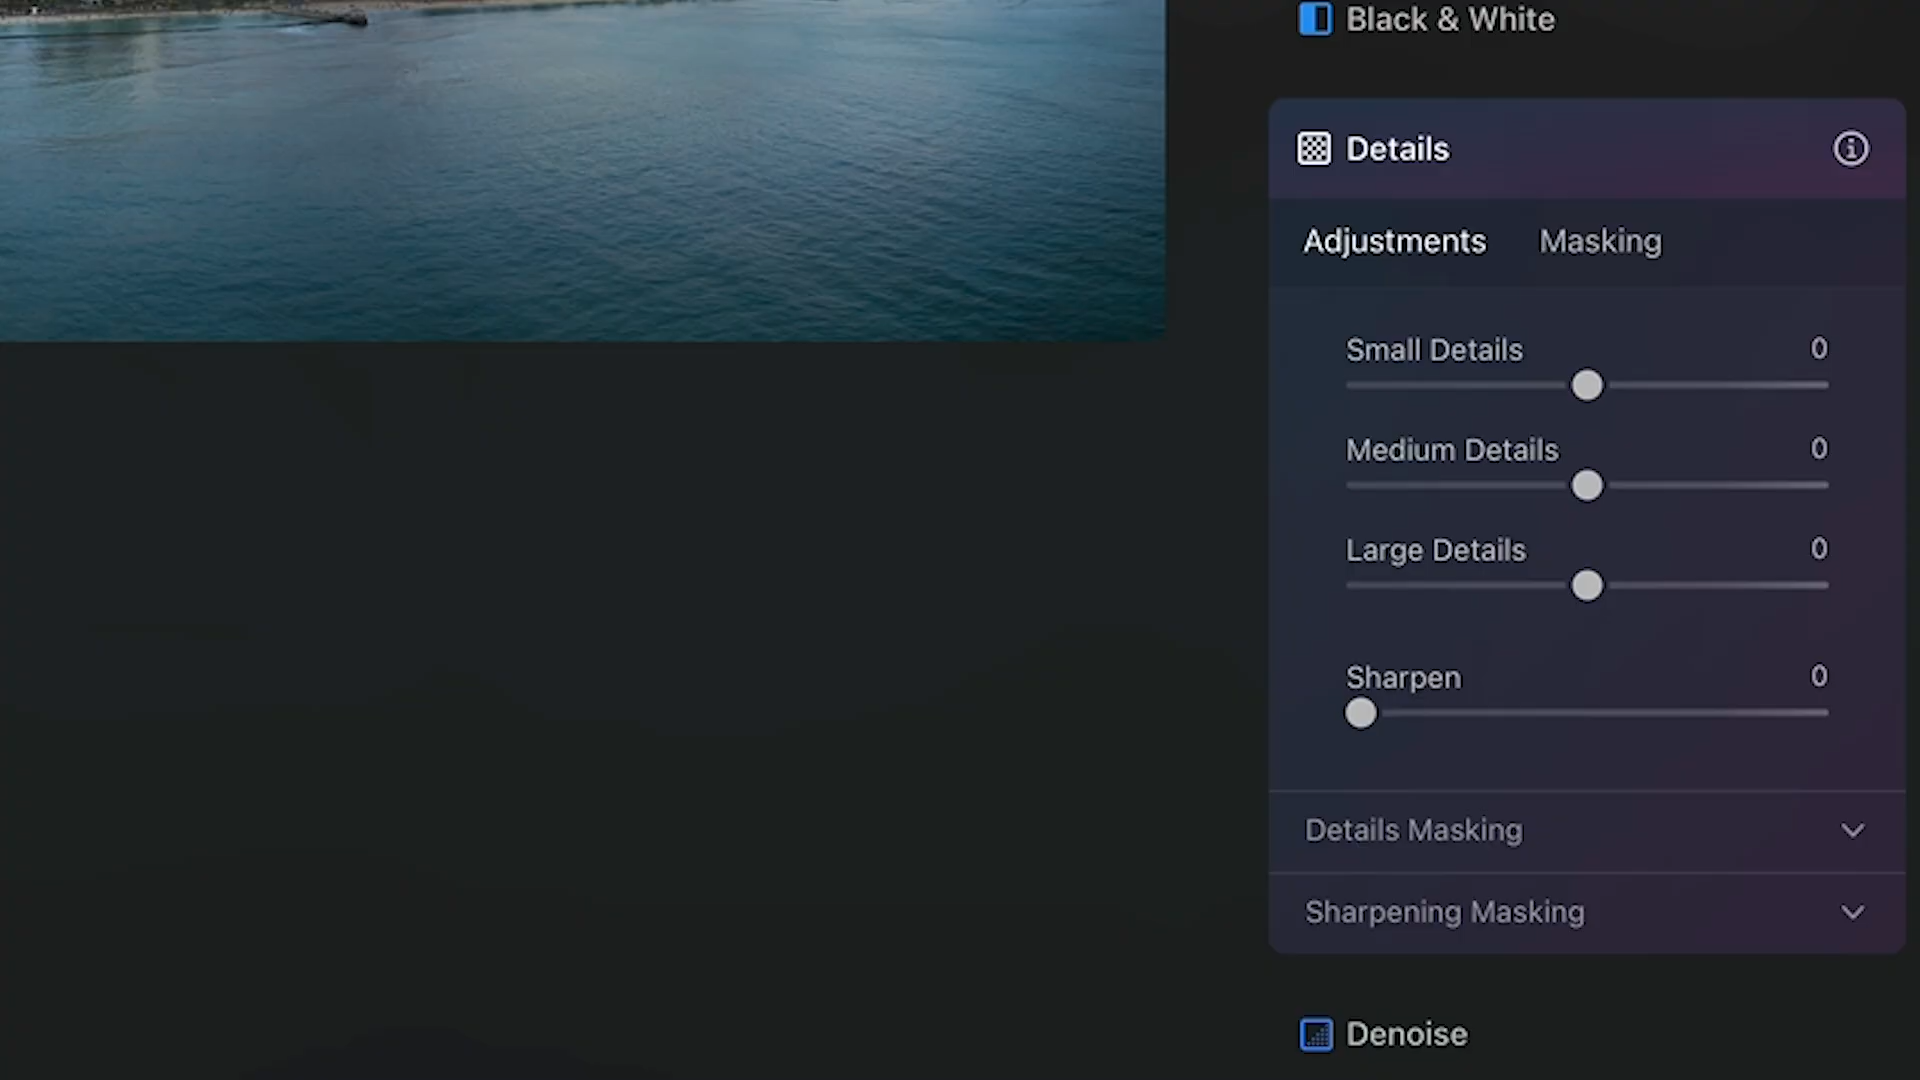 Black & White
Details
Adjustments Masking
Small Details 0
Medium Details 0
Large Details 0
Sharpen 0
Details Masking
Sharpening Masking
Denoise